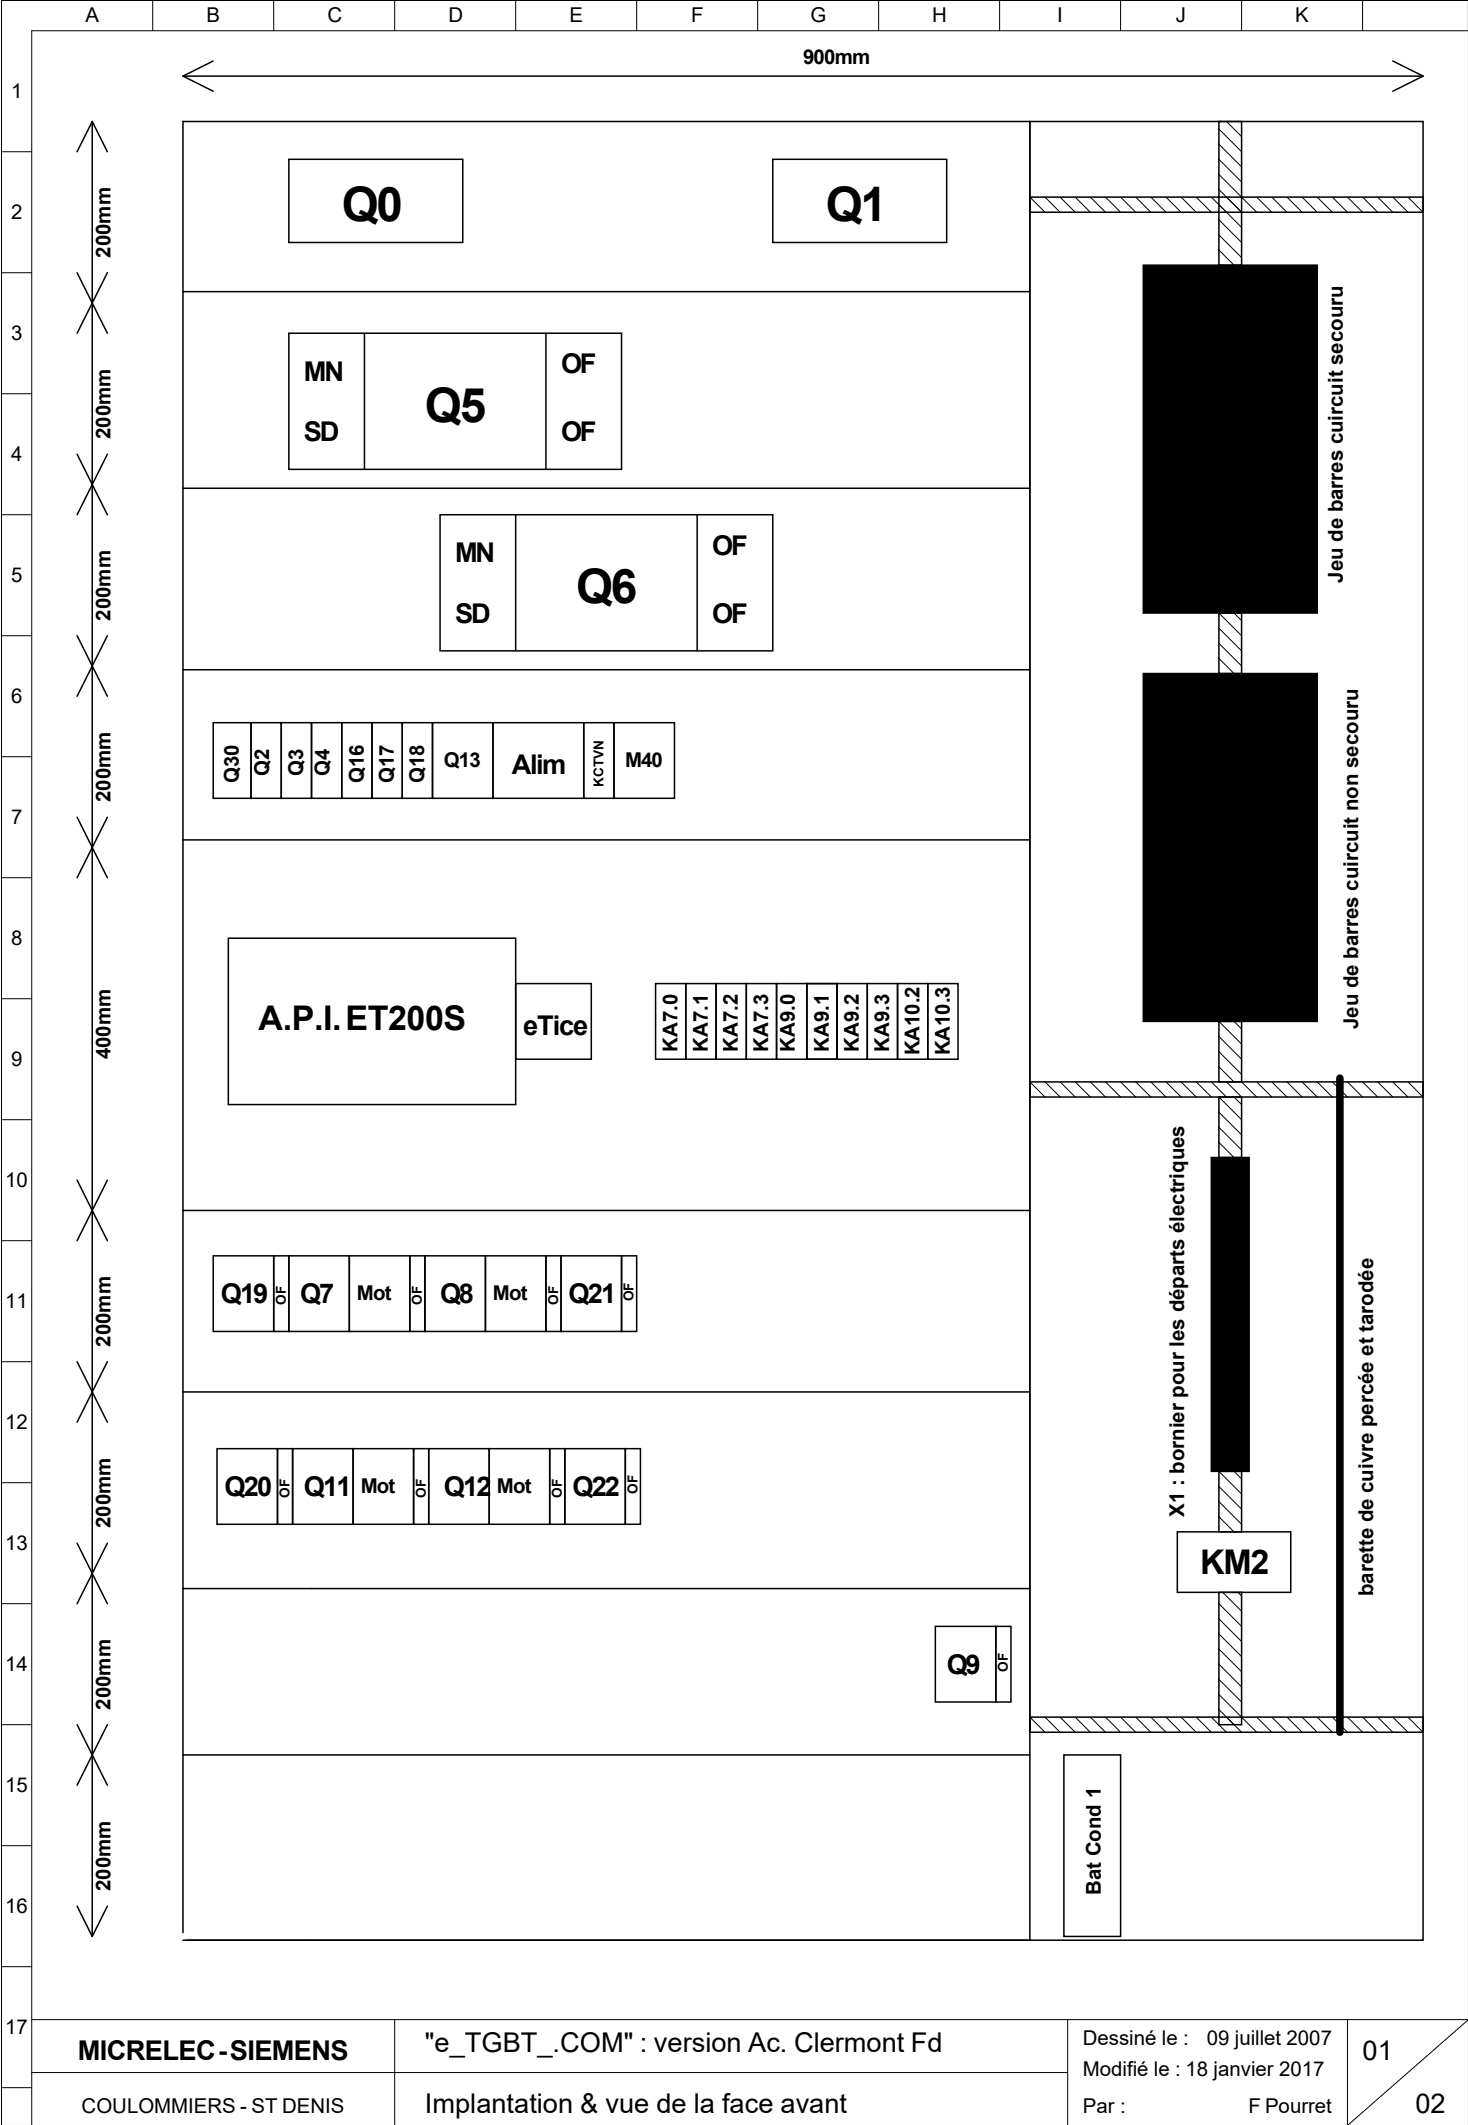 A B C D E F G H I J K
900mm
1
2
3
4
5
6
7
8
9
10
11
12
13
14
15
16
17
200mm
200mm
200mm
200mm
400mm
200mm
200mm
200mm
200mm
Q0 Q1
MN OF
Q5
SD OF
MN OF
Q6
SD OF
Q30 Q2 Q3 Q4 Q16 Q17 Q18 Q13 Alim KCTVN M40
A.P.I. ET200S eTice KA7.0 KA7.1 KA7.2 KA7.3 KA9.0 KA9.1 KA9.2 KA9.3 KA10.2 KA10.3
Q19 OF Q7 Mot OF Q8 Mot OF Q21 OF
Q20 OF Q11 Mot OF Q12 Mot OF Q22 OF
Q9 OF
Jeu de barres cuircuit secouru
Jeu de barres cuircuit non secouru
X1 : bornier pour les départs électriques
barette de cuivre percée et tarodée
KM2
Bat Cond 1
MICRELEC-SIEMENS
COULOMMIERS - ST DENIS
"e_TGBT_.COM" : version Ac. Clermont Fd
Implantation & vue de la face avant
Dessiné le : 09 juillet 2007
Modifié le : 18 janvier 2017
Par : F Pourret
01
02